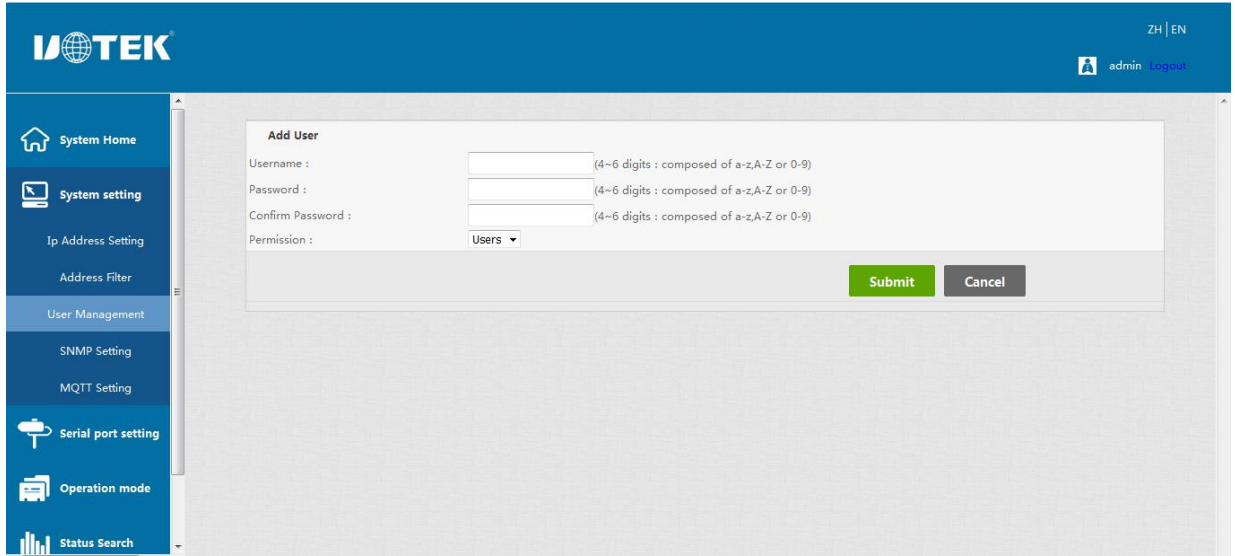 UTEK®
ZH | EN
admin Logout
System Home
System setting
Ip Address Setting
Address Filter
User Management
SNMP Setting
MQTT Setting
Serial port setting
Operation mode
Status Search
Add User
Username :
(4~6 digits : composed of a-z,A-Z or 0-9)
Password :
(4~6 digits : composed of a-z,A-Z or 0-9)
Confirm Password :
(4~6 digits : composed of a-z,A-Z or 0-9)
Permission :
Users
Submit
Cancel